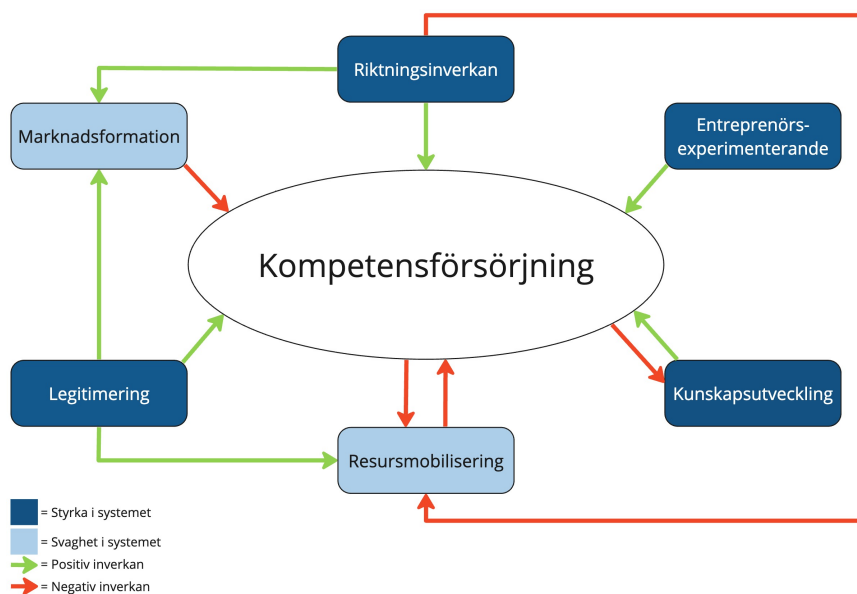 Riktningsinverkan
Marknadsformation
Entreprenörs-
experimenterande
Kompetensförsörjning
Legitimering
Kunskapsutveckling
Resursmobilisering
= Styrka i systemet
= Svaghet i systemet
= Positiv inverkan
= Negativ inverkan